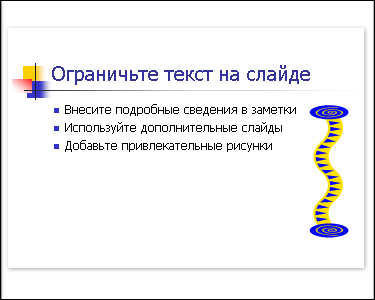 Ограничьте текст на слайде
Внесите подробные сведения в заметки
Используйте дополнительные слайды
Добавьте привлекательные рисунки